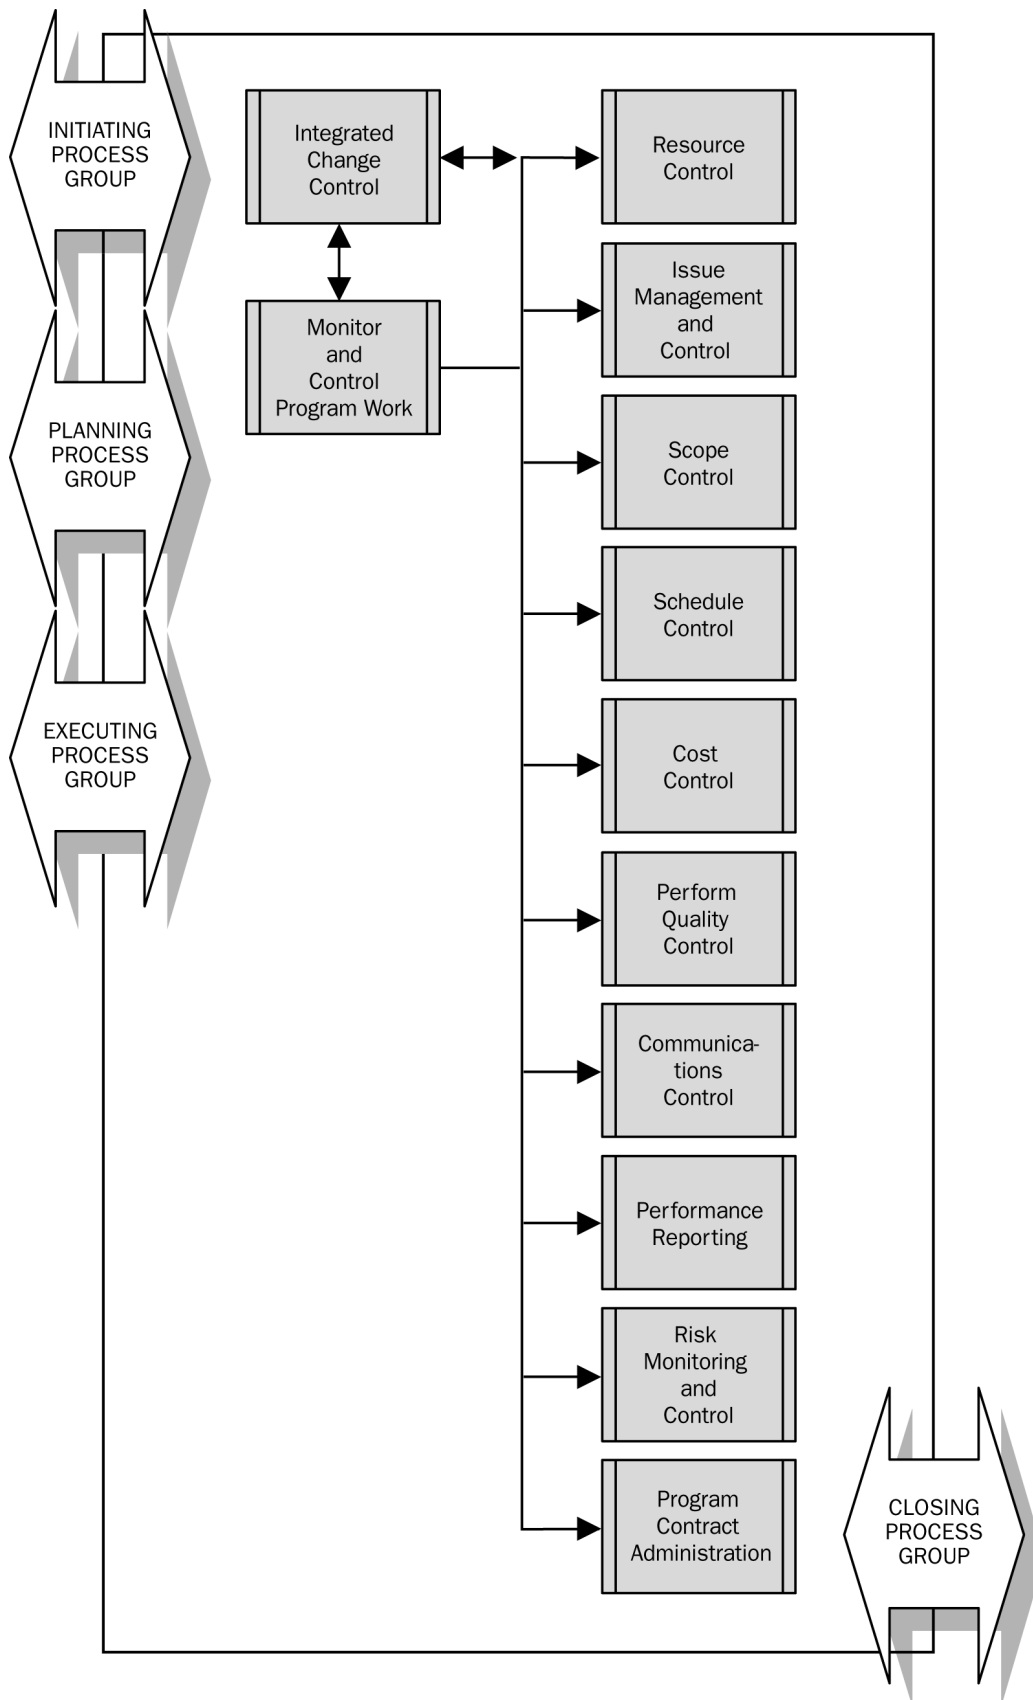 INITIATING
PROCESS
GROUP
PLANNING
PROCESS
GROUP
EXECUTING
PROCESS
GROUP
Integrated
Change
Control
Monitor
and
Control
Program Work
Resource
Control
Issue
Management
and
Control
Scope
Control
Schedule
Control
Cost
Control
Perform
Quality
Control
Communica-
tions
Control
Performance
Reporting
Risk
Monitoring
and
Control
Program
Contract
Administration
CLOSING
PROCESS
GROUP